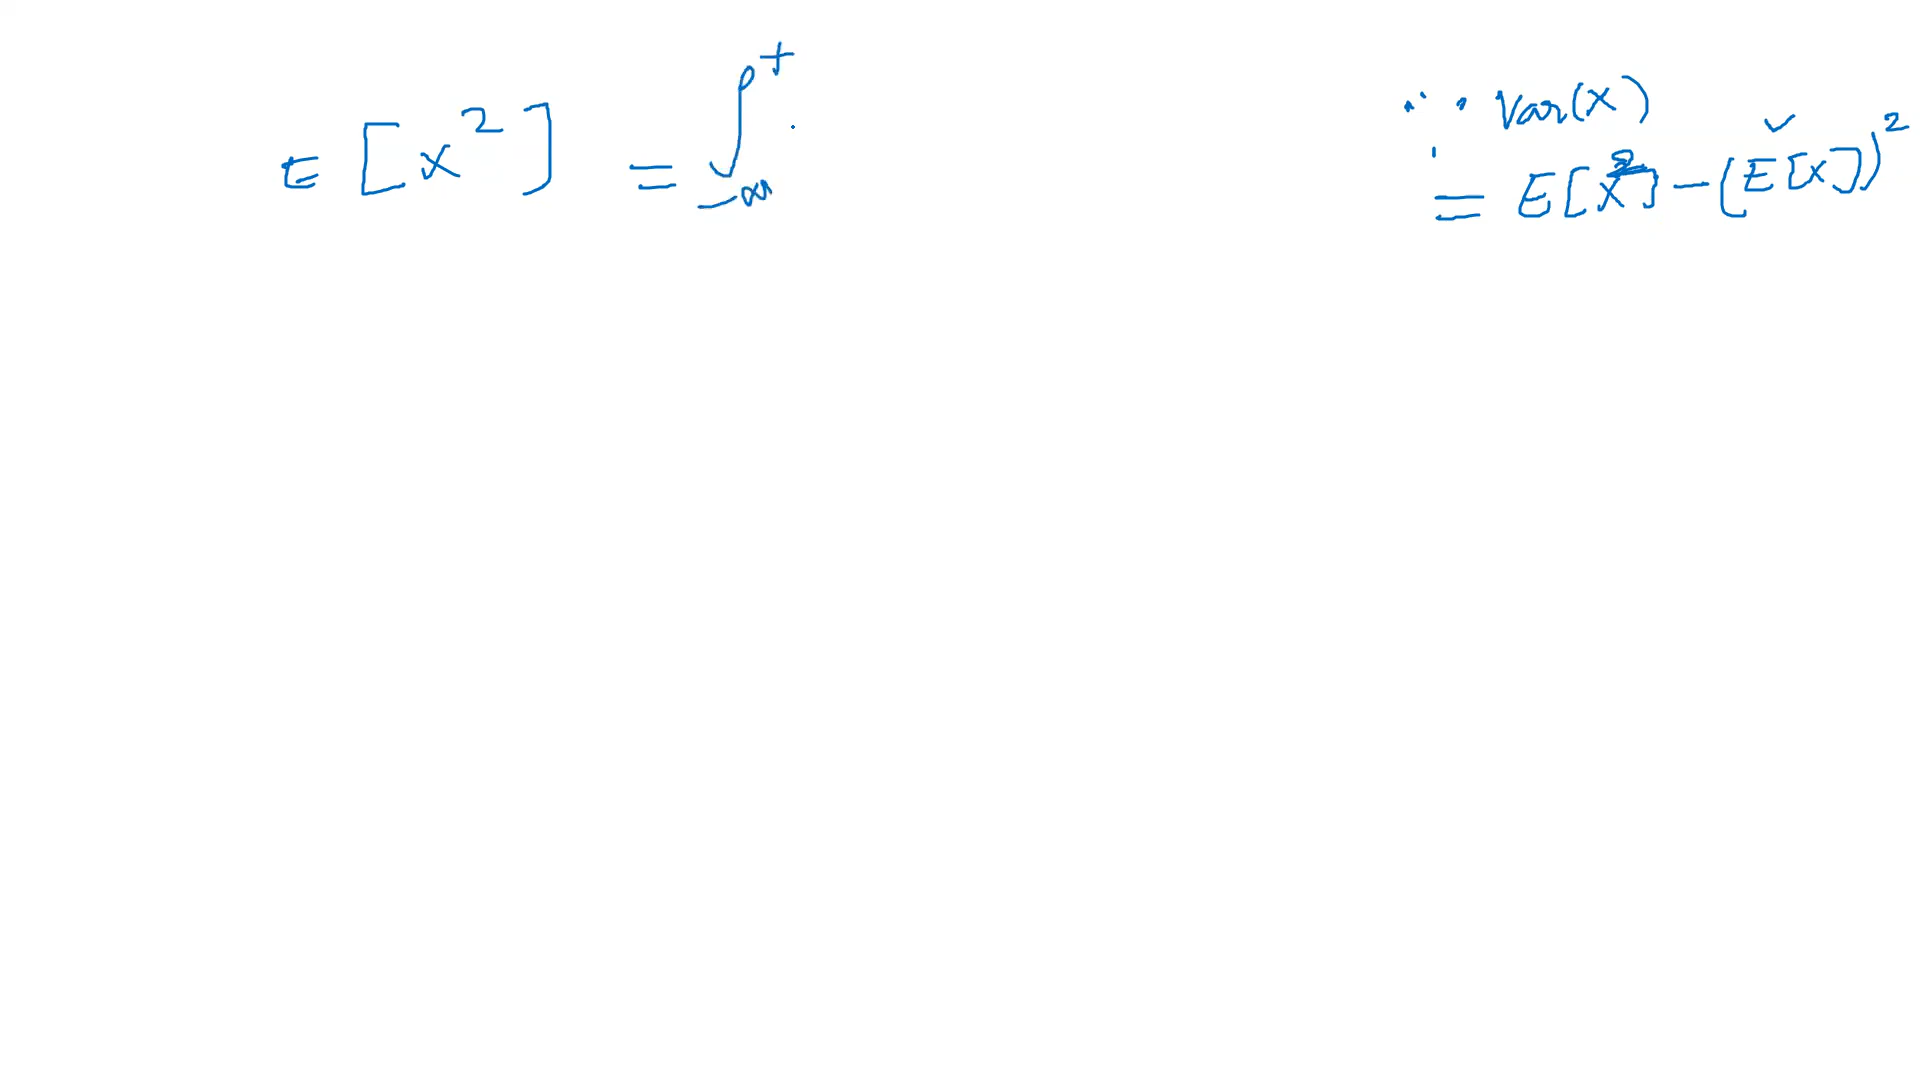 E [x²] = ∫₋∞⁺
∵ Var(x)
= E[x²] - (E[x])²